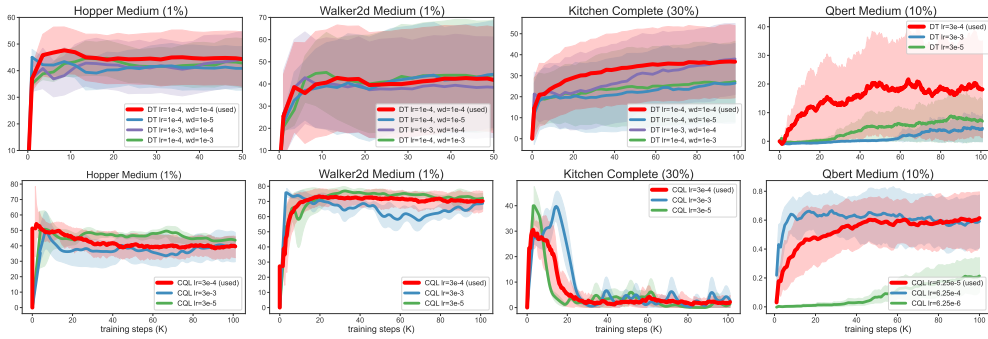 Hopper Medium (1%)
60
50
40
30
20
10
0
10
20
30
40
50
DT lr=1e-4, wd=1e-4 (used)
DT lr=1e-4, wd=1e-5
DT lr=1e-3, wd=1e-4
DT lr=1e-4, wd=1e-3
Walker2d Medium (1%)
70
60
50
40
30
20
10
0
10
20
30
40
50
DT lr=1e-4, wd=1e-4 (used)
DT lr=1e-4, wd=1e-5
DT lr=1e-3, wd=1e-4
DT lr=1e-4, wd=1e-3
Kitchen Complete (30%)
50
40
30
20
10
0
0
20
40
60
80
100
DT lr=1e-4, wd=1e-4 (used)
DT lr=1e-4, wd=1e-5
DT lr=1e-3, wd=1e-4
DT lr=1e-4, wd=1e-3
Qbert Medium (10%)
40
30
20
10
0
0
20
40
60
80
100
DT lr=3e-4 (used)
DT lr=3e-3
DT lr=3e-5
Hopper Medium (1%)
80
70
60
50
40
30
20
10
0
0
20
40
60
80
100
CQL lr=3e-4 (used)
CQL lr=3e-3
CQL lr=3e-5
training steps (K)
Walker2d Medium (1%)
80
70
60
50
40
30
20
10
0
0
20
40
60
80
100
CQL lr=3e-4 (used)
CQL lr=3e-3
CQL lr=3e-5
training steps (K)
Kitchen Complete (30%)
40
30
20
10
0
0
20
40
60
80
100
CQL lr=3e-4 (used)
CQL lr=3e-3
CQL lr=3e-5
training steps (K)
Qbert Medium (10%)
0.8
0.6
0.4
0.2
0.0
0
20
40
60
80
100
CQL lr=6.25e-5 (used)
CQL lr=6.25e-4
CQL lr=6.25e-6
training steps (K)